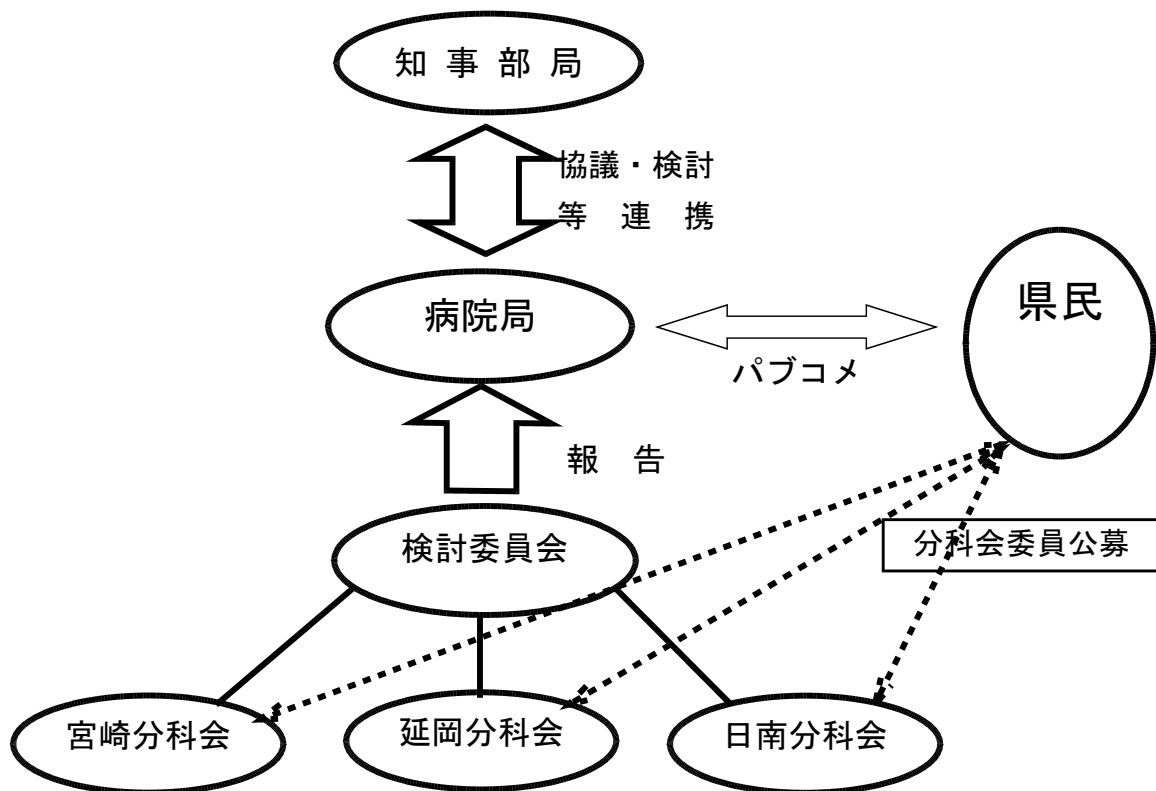 知 事 部 局
協議・検討
等 連 携
病院局
県民
パブコメ
報 告
検討委員会
分科会委員公募
宮崎分科会
延岡分科会
日南分科会